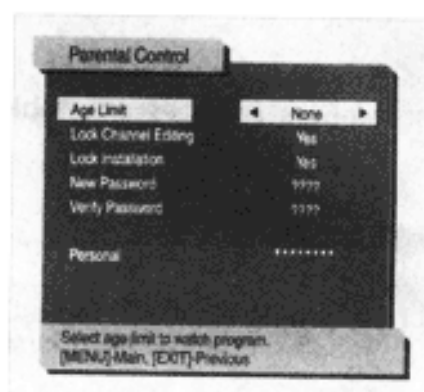 Parental Control
Age Limit ◄ None ►
Lock Channel Editing Yes
Lock Installation Yes
New Password ????
Verify Password ????
Personal ********
Select age limit to watch program.
[MENU]-Main, [EXIT]-Previous